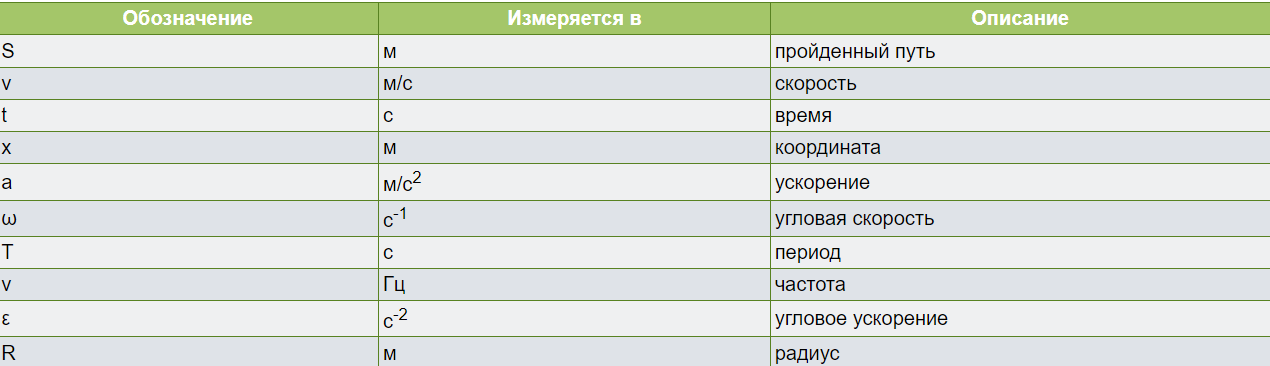 Обозначение Измеряется в Описание
S м пройденный путь
v м/с скорость
t с время
x м координата
a м/с² ускорение
ω с⁻¹ угловая скорость
T с период
v Гц частота
ε с⁻² угловое ускорение
R м радиус